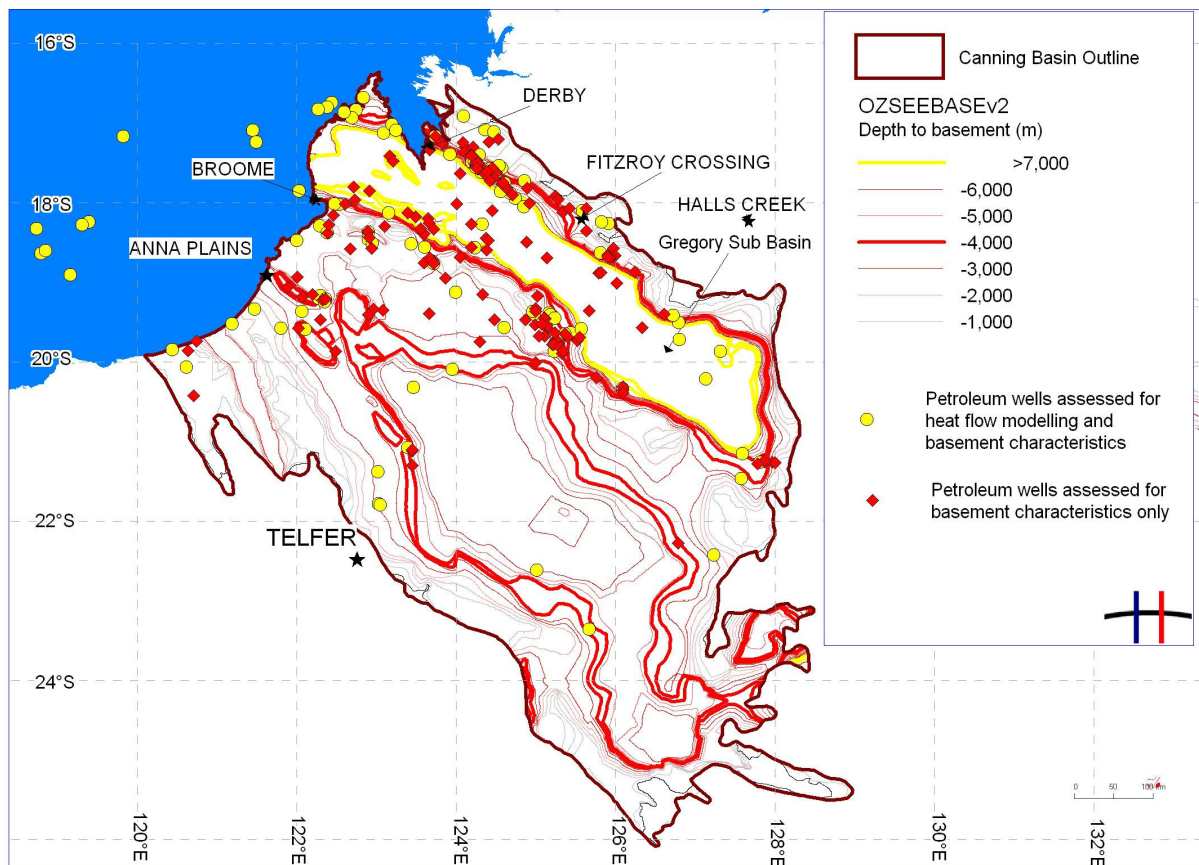 16°S
18°S
20°S
22°S
24°S
DERBY
BROOME
FITZROY CROSSING
HALLS CREEK
Gregory Sub Basin
ANNA PLAINS
TELFER
120°E
122°E
124°E
126°E
128°E
130°E
132°E
Canning Basin Outline
OZSEEBASEv2
Depth to basement (m)
>7,000
-6,000
-5,000
-4,000
-3,000
-2,000
-1,000
Petroleum wells assessed for
heat flow modelling and
basement characteristics
Petroleum wells assessed for
basement characteristics only
0 50 100 km